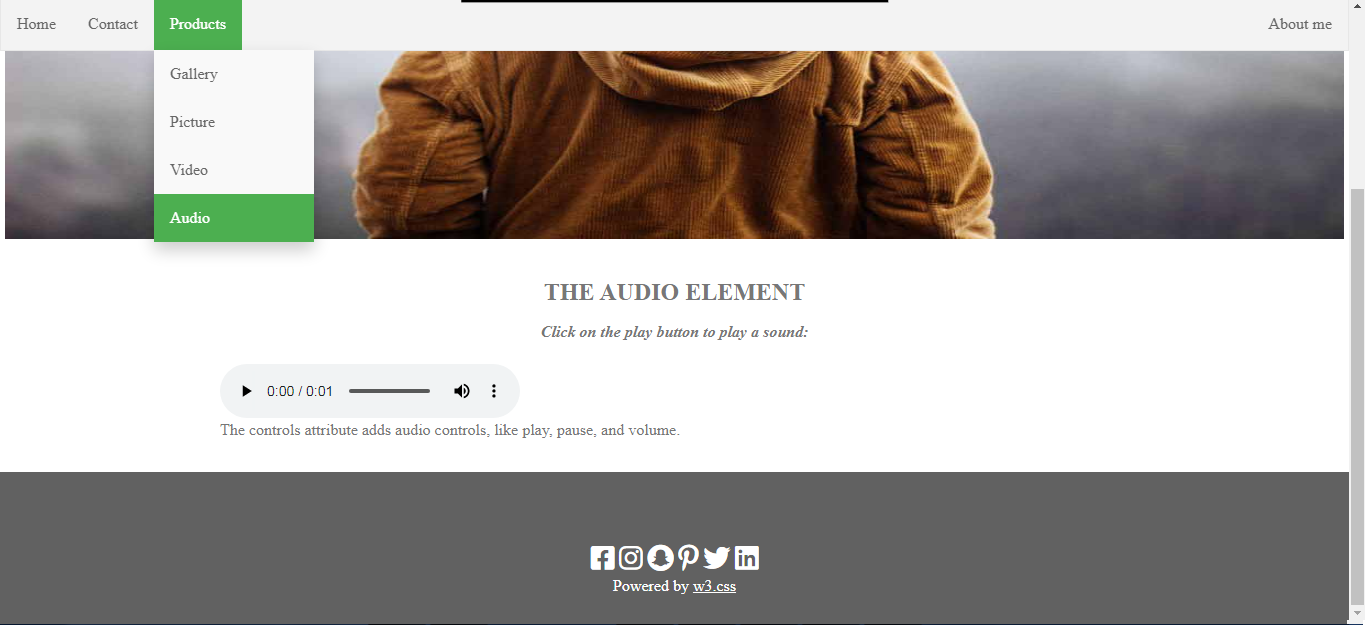 Home Contact Products About me
Gallery
Picture
Video
Audio
THE AUDIO ELEMENT
Click on the play button to play a sound:
0:00 / 0:01
The controls attribute adds audio controls, like play, pause, and volume.
Powered by w3.css